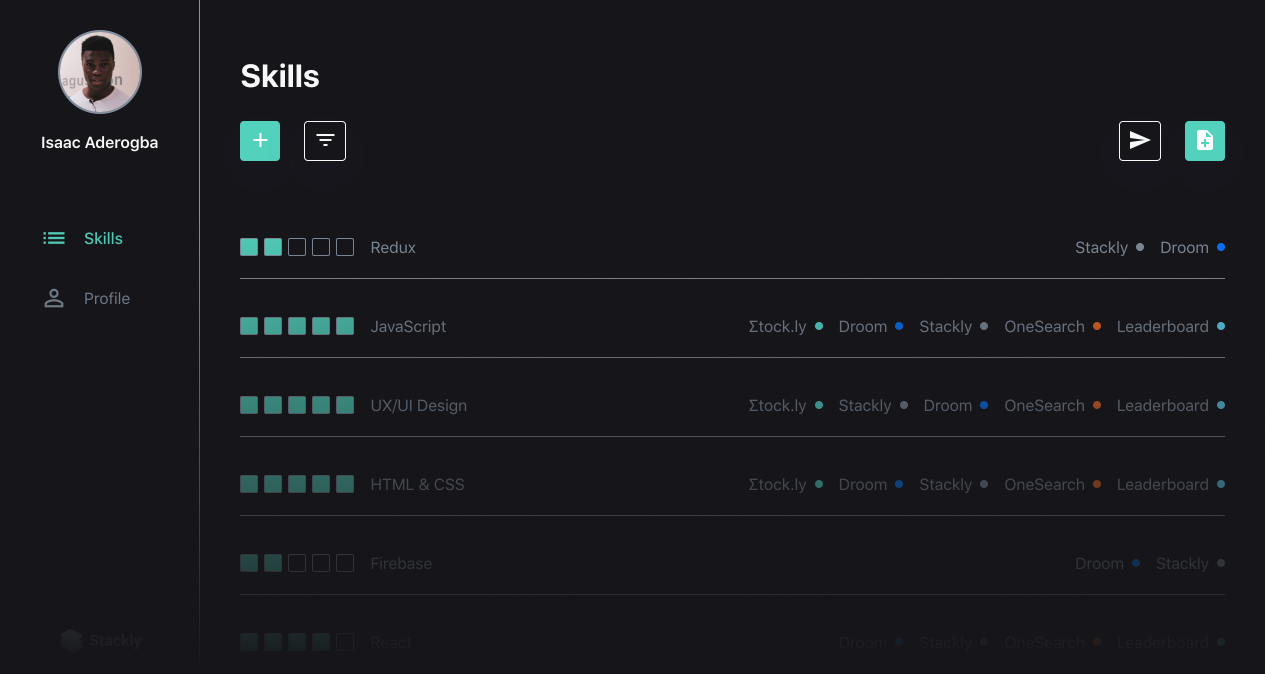 Isaac Aderogba
Skills
Profile
Stackly
Skills
Redux Stackly Droom
JavaScript Σtock.ly Droom Stackly OneSearch Leaderboard
UX/UI Design Σtock.ly Stackly Droom OneSearch Leaderboard
HTML & CSS Σtock.ly Droom Stackly OneSearch Leaderboard
Firebase Droom Stackly
React Droom Stackly OneSearch Leaderboard